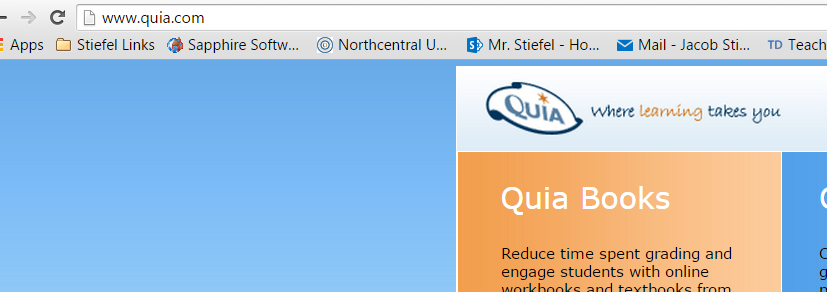 www.quia.com
Apps Stiefel Links Sapphire Softw... Northcentral U... Mr. Stiefel - Ho... Mail - Jacob Sti... TD Teach
QUIA Where learning takes you
Quia Books
Reduce time spent grading and
engage students with online
workbooks and textbooks from